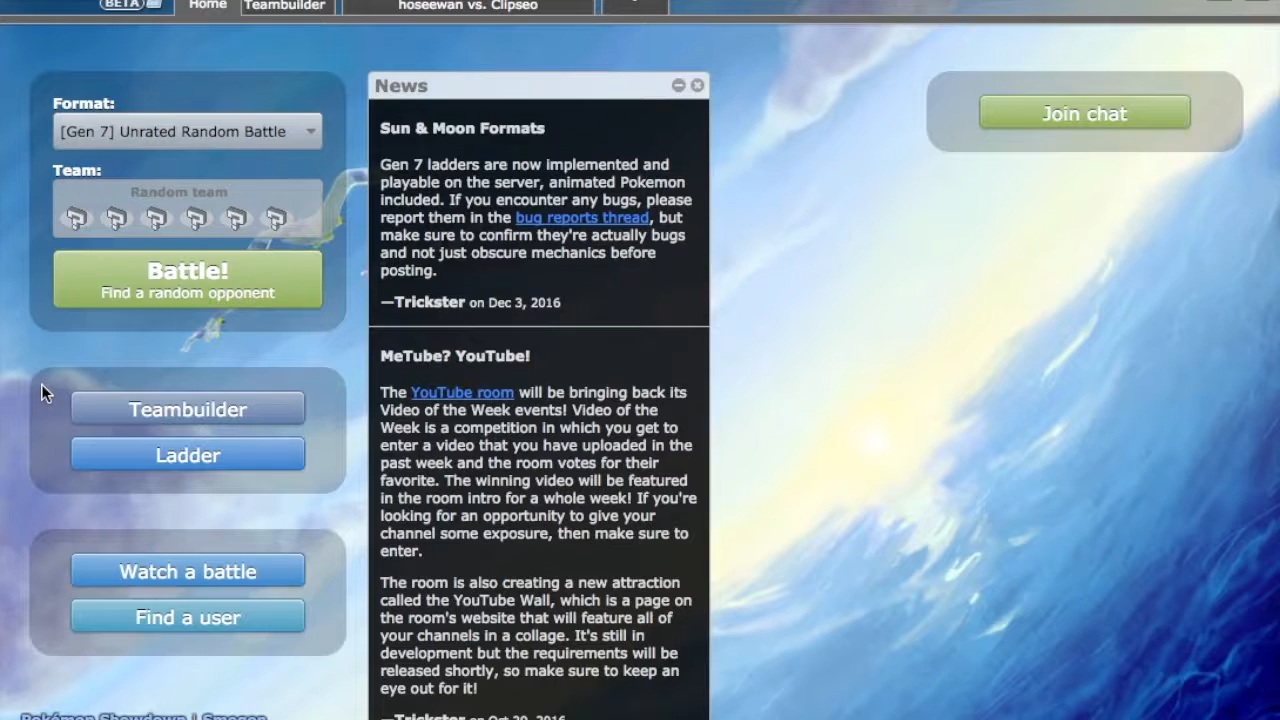 BETA
Home
Teambuilder
hoseewan vs. Clipseo
Format:
[Gen 7] Unrated Random Battle
Team:
Random team
Battle!
Find a random opponent
Teambuilder
Ladder
Watch a battle
Find a user
Pokémon Showdown | Smogon
News
Sun & Moon Formats
Gen 7 ladders are now implemented and
playable on the server, animated Pokemon
included. If you encounter any bugs, please
report them in the bug reports thread, but
make sure to confirm they're actually bugs
and not just obscure mechanics before
posting.
—Trickster on Dec 3, 2016
MeTube? YouTube!
The YouTube room will be bringing back its
Video of the Week events! Video of the
Week is a competition in which you get to
enter a video that you have uploaded in the
past week and the room votes for their
favorite. The winning video will be featured
in the room intro for a whole week! If you're
looking for an opportunity to give your
channel some exposure, then make sure to
enter.
The room is also creating a new attraction
called the YouTube Wall, which is a page on
the room's website that will feature all of
your channels in a collage. It's still in
development but the requirements will be
released shortly, so make sure to keep an
eye out for it!
—Trickster on Oct 20, 2016
Join chat